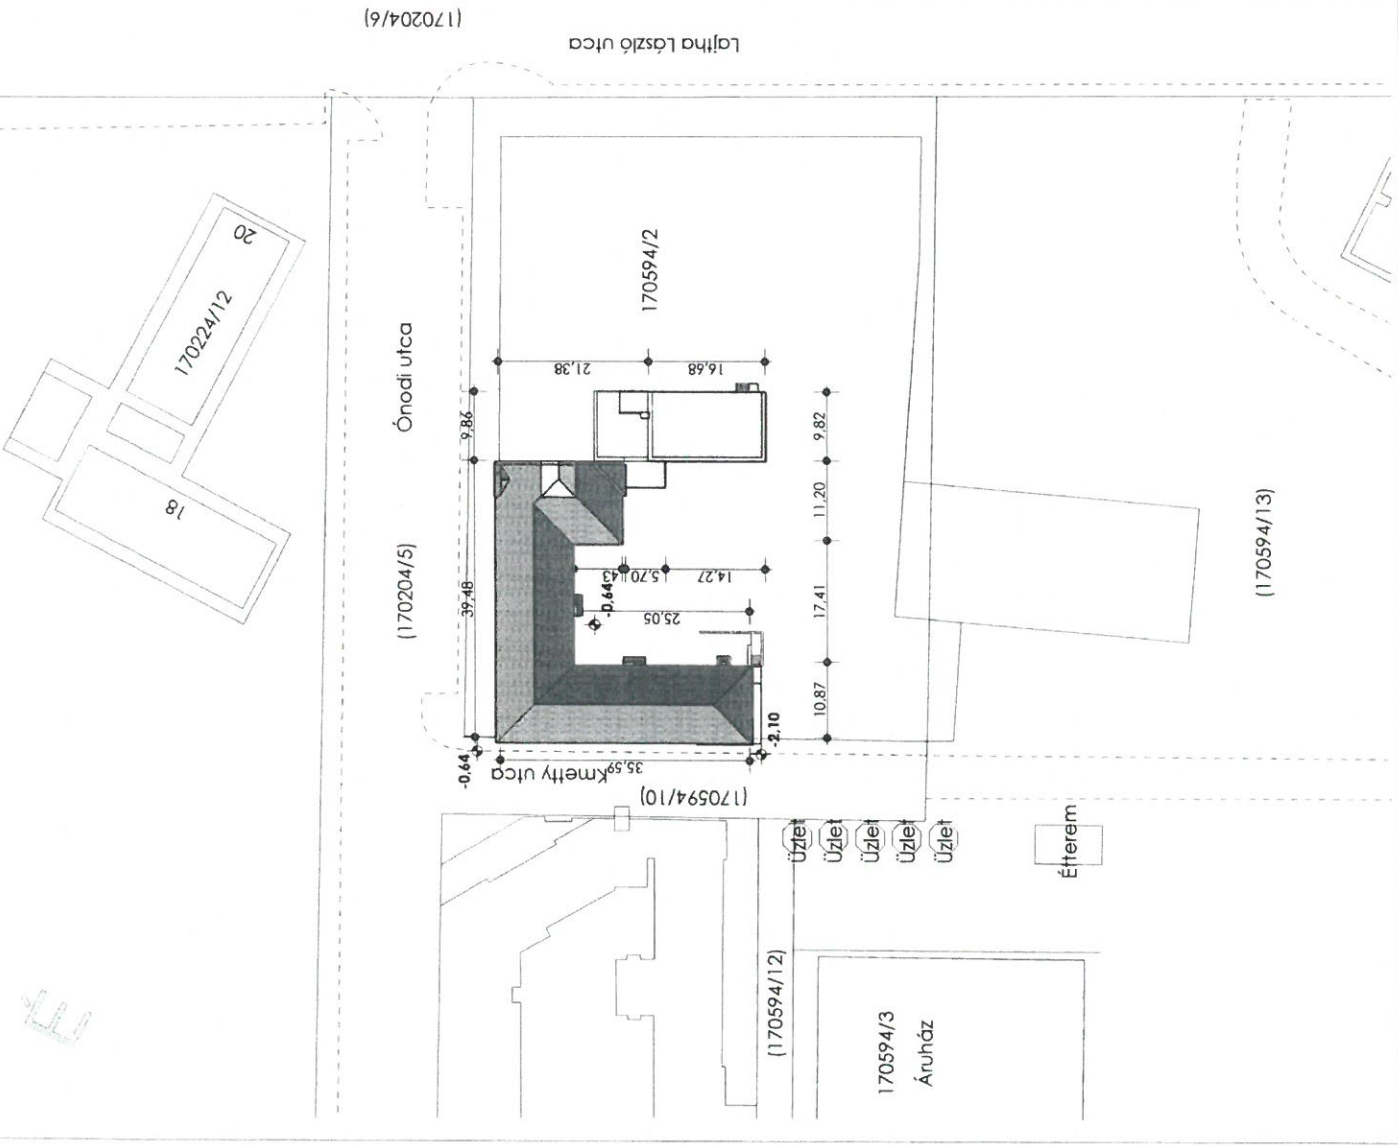 (170204/6)
Lajtha László utca
20
170224/12
18
Ónodi utca
(170204/5)
170594/2
21,38
16,68
9,86
9,82
39,48
11,20
17,41
10,87
5,70
14,27
-0,64
25,05
-0,64
35,59
Kmetty utca
-2,10
(170594/10)
(170594/13)
üzlet
üzlet
üzlet
üzlet
üzlet
Étterem
(170594/12)
170594/3
Áruház